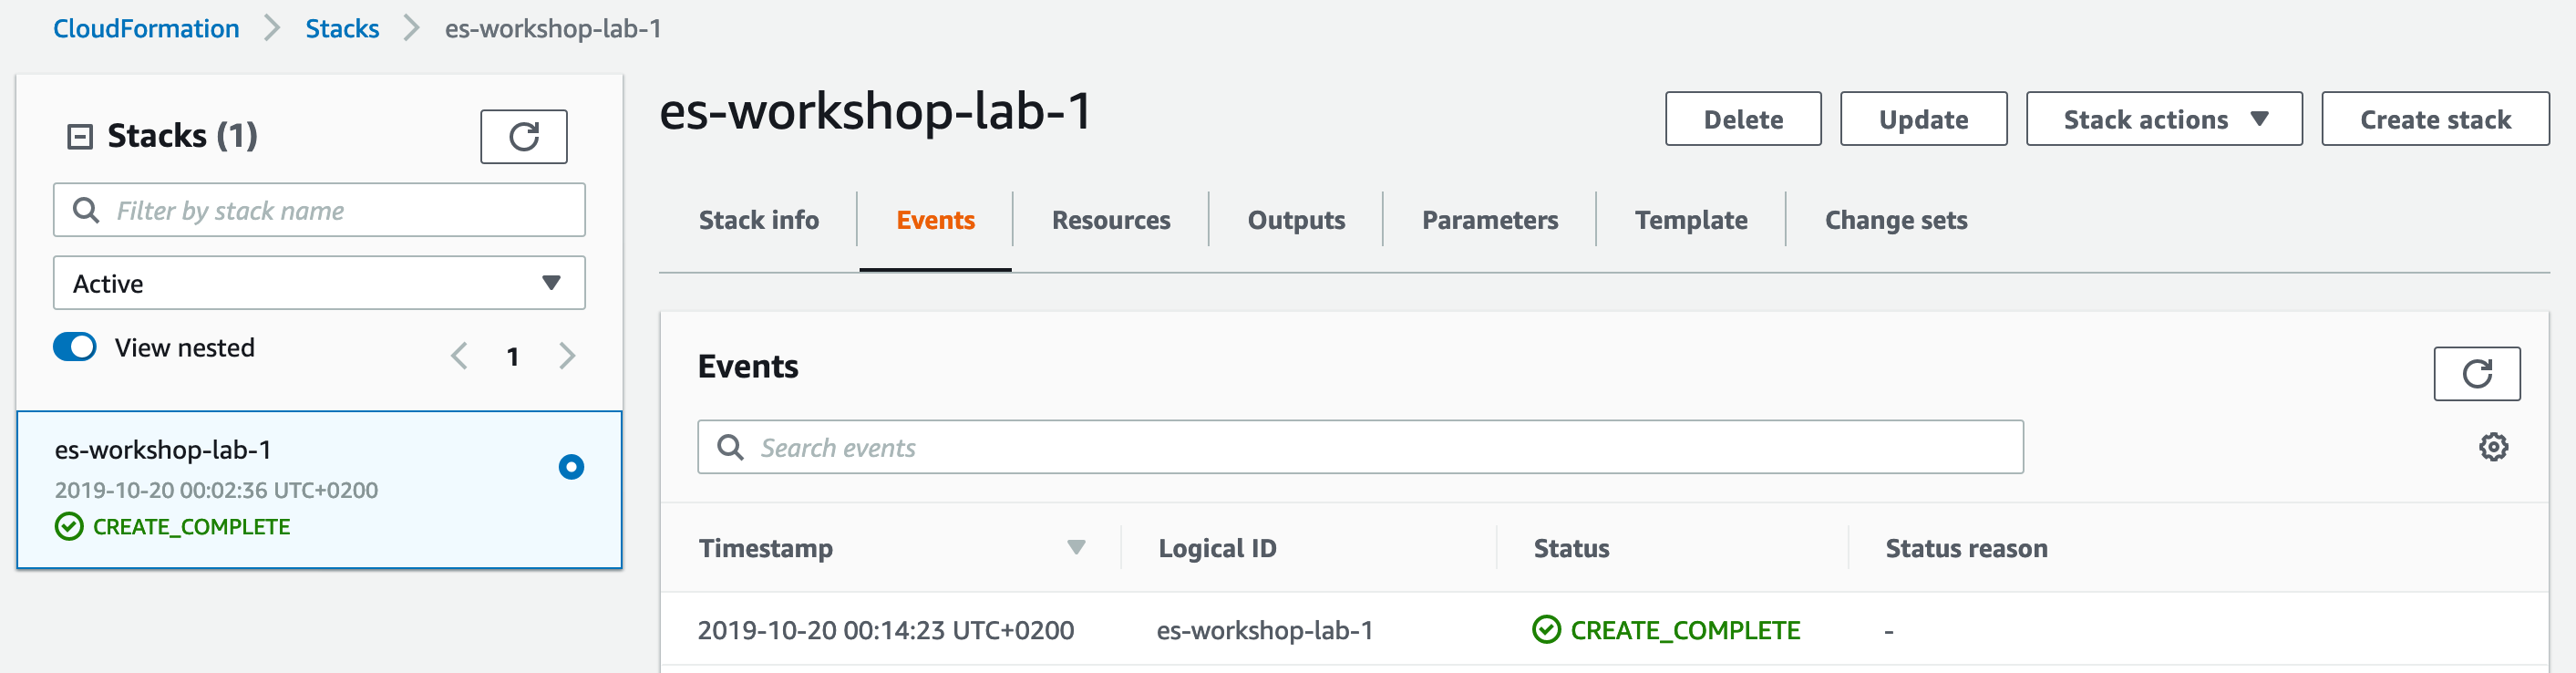 CloudFormation Stacks es-workshop-lab-1
Stacks (1)
Filter by stack name
Active
View nested 1
es-workshop-lab-1
2019-10-20 00:02:36 UTC+0200
CREATE_COMPLETE
es-workshop-lab-1
Delete Update Stack actions Create stack
Stack info Events Resources Outputs Parameters Template Change sets
Events
Search events
Timestamp Logical ID Status Status reason
2019-10-20 00:14:23 UTC+0200 es-workshop-lab-1 CREATE_COMPLETE -